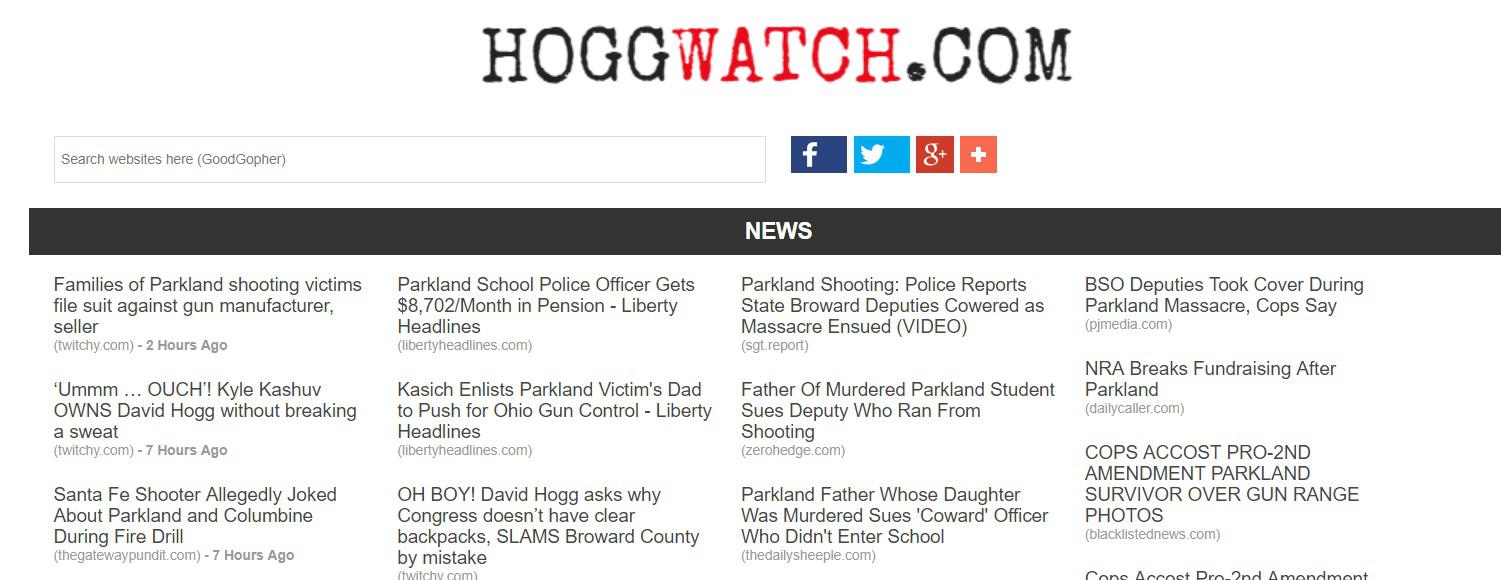 HOGGWATCH.COM
Search websites here (GoodGopher)
NEWS
Families of Parkland shooting victims
file suit against gun manufacturer,
seller
(twitchy.com) - 2 Hours Ago
‘Ummm … OUCH’! Kyle Kashuv
OWNS David Hogg without breaking
a sweat
(twitchy.com) - 7 Hours Ago
Santa Fe Shooter Allegedly Joked
About Parkland and Columbine
During Fire Drill
(thegatewaypundit.com) - 7 Hours Ago
Parkland School Police Officer Gets
$8,702/Month in Pension - Liberty
Headlines
(libertyheadlines.com)
Kasich Enlists Parkland Victim's Dad
to Push for Ohio Gun Control - Liberty
Headlines
(libertyheadlines.com)
OH BOY! David Hogg asks why
Congress doesn’t have clear
backpacks, SLAMS Broward County
by mistake
(twitchy.com)
Parkland Shooting: Police Reports
State Broward Deputies Cowered as
Massacre Ensued (VIDEO)
(sgt.report)
Father Of Murdered Parkland Student
Sues Deputy Who Ran From
Shooting
(zerohedge.com)
Parkland Father Whose Daughter
Was Murdered Sues 'Coward' Officer
Who Didn't Enter School
(thedailysheeple.com)
BSO Deputies Took Cover During
Parkland Massacre, Cops Say
(pjmedia.com)
NRA Breaks Fundraising After
Parkland
(dailycaller.com)
COPS ACCOST PRO-2ND
AMENDMENT PARKLAND
SURVIVOR OVER GUN RANGE
PHOTOS
(blacklistednews.com)
Cops Accost Pro-2nd Amendment